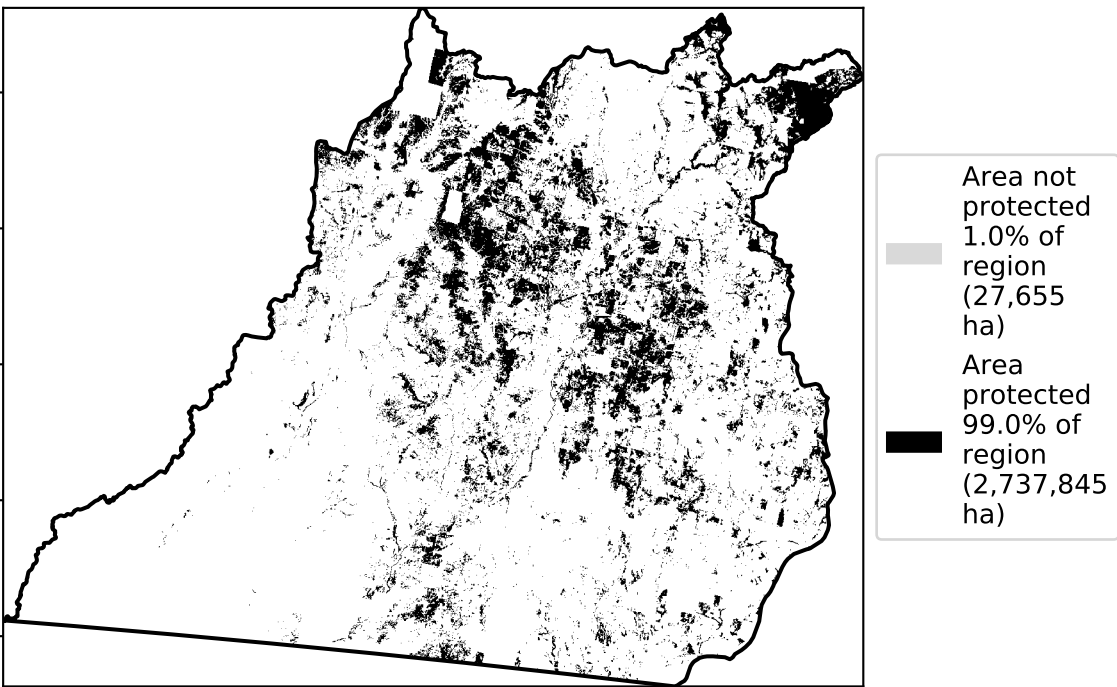 Area not
protected
1.0% of
region
(27,655
ha)
Area
protected
99.0% of
region
(2,737,845
ha)